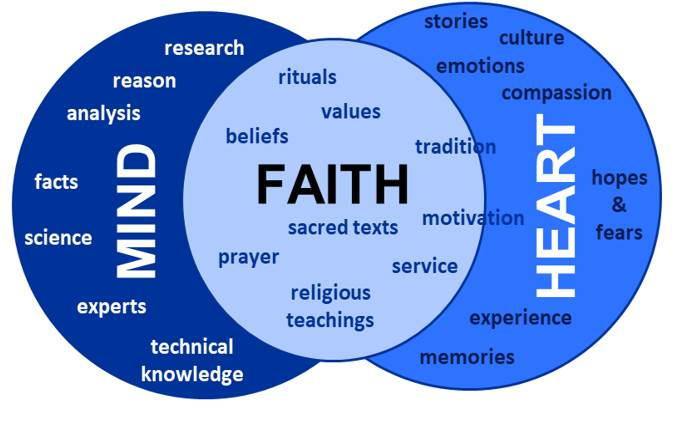 research
reason
analysis
facts
science
experts
technical
knowledge
MIND
rituals
values
beliefs
tradition
FAITH
sacred texts
motivation
prayer
service
religious
teachings
stories
culture
emotions
compassion
HEART
hopes
&
fears
experience
memories